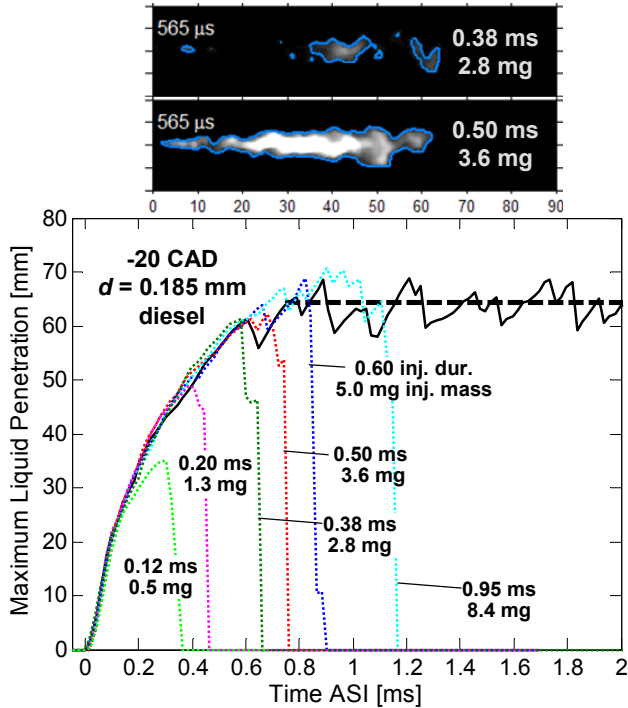 565 µs
0.38 ms
2.8 mg
565 µs
0.50 ms
3.6 mg
0 10 20 30 40 50 60 70 80 90 100
80
70
60
50
40
30
20
10
0
Maximum Liquid Penetration [mm]
-20 CAD
d = 0.185 mm
diesel
0.60 inj. dur.
5.0 mg inj. mass
0.50 ms
3.6 mg
0.20 ms
1.3 mg
0.38 ms
2.8 mg
0.12 ms
0.5 mg
0.95 ms
8.4 mg
0 0.2 0.4 0.6 0.8 1 1.2 1.4 1.6 1.8 2
Time ASI [ms]